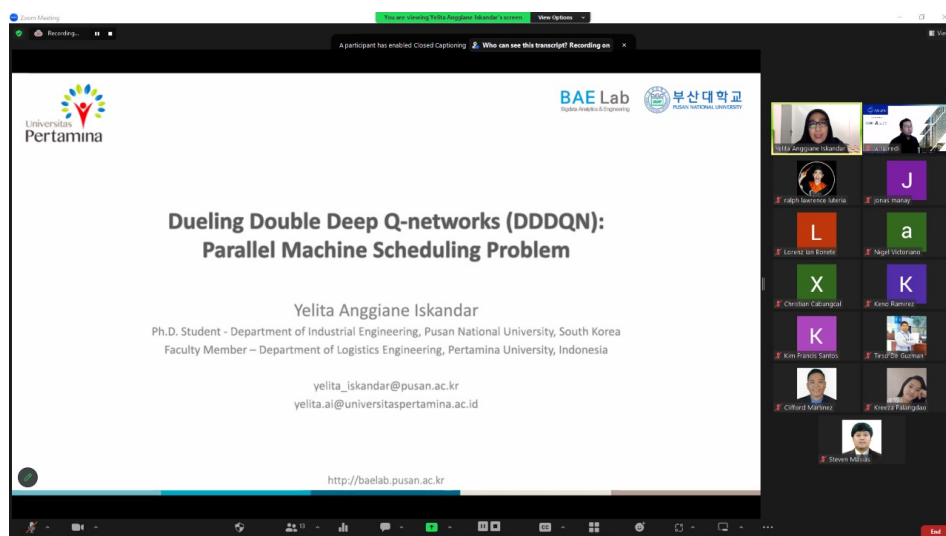 Zoom Meeting
You are viewing Yelita Anggiane Iskandar's screen
View Options
Recording...
View
A participant has enabled Closed Captioning
Who can see this transcript? Recording on
Universitas
Pertamina
BAE Lab
Bigdata Analytics & Engineering
부산대학교
PUSAN NATIONAL UNIVERSITY
Dueling Double Deep Q-networks (DDDQN):
Parallel Machine Scheduling Problem
Yelita Anggiane Iskandar
Ph.D. Student - Department of Industrial Engineering, Pusan National University, South Korea
Faculty Member – Department of Logistics Engineering, Pertamina University, Indonesia
yelita_iskandar@pusan.ac.kr
yelita.ai@universitaspertamina.ac.id
http://baelab.pusan.ac.kr
Yelita Anggiane Iskandar
ralph lawrence luteria
J
jonas manay
L
Lorenz Ian Bonete
a
Nigel Victoriano
X
Christian Cabungcal
K
Keno Ramirez
K
Kim Francis Santos
Tirso De Guzman
Clifford Martinez
Kreeza Palangdao
Steven Masias
13
CC
End